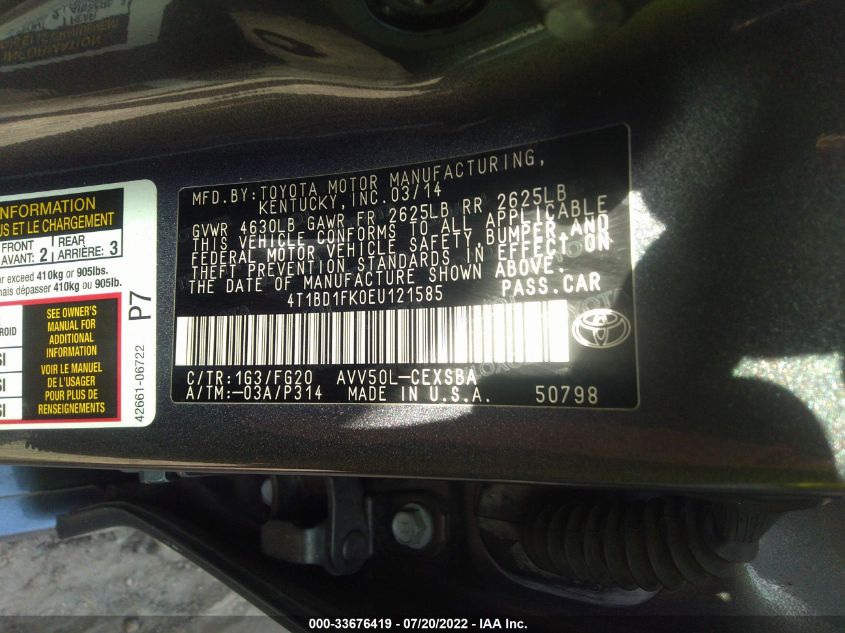 INFORMATION
US ET LE CHARGEMENT
FRONT
AVANT: 2
REAR
ARRIÈRE: 3
er exceed 410kg or 905lbs.
mais dépasser 410kg ou 905lb.
SEE OWNER'S
MANUAL FOR
ADDITIONAL
INFORMATION
VOIR LE MANUEL
DE L'USAGER
POUR PLUS DE
RENSEIGNEMENTS
P7
42661-06722
MFD.BY:TOYOTA MOTOR MANUFACTURING,
KENTUCKY, INC.03/14
GVWR 4630LB GAWR FR 2625LB RR 2625LB
THIS VEHICLE CONFORMS TO ALL APPLICABLE
FEDERAL MOTOR VEHICLE SAFETY,BUMPER,AND
THEFT PREVENTION STANDARDS IN EFFECT ON
THE DATE OF MANUFACTURE SHOWN ABOVE.
4T1BD1FK0EU121585 PASS.CAR
C/TR:1G3/FG20 AVV50L-CEXSBA
A/TM:-03A/P314 MADE IN U.S.A. 50798
000-33676419 - 07/20/2022 - IAA Inc.